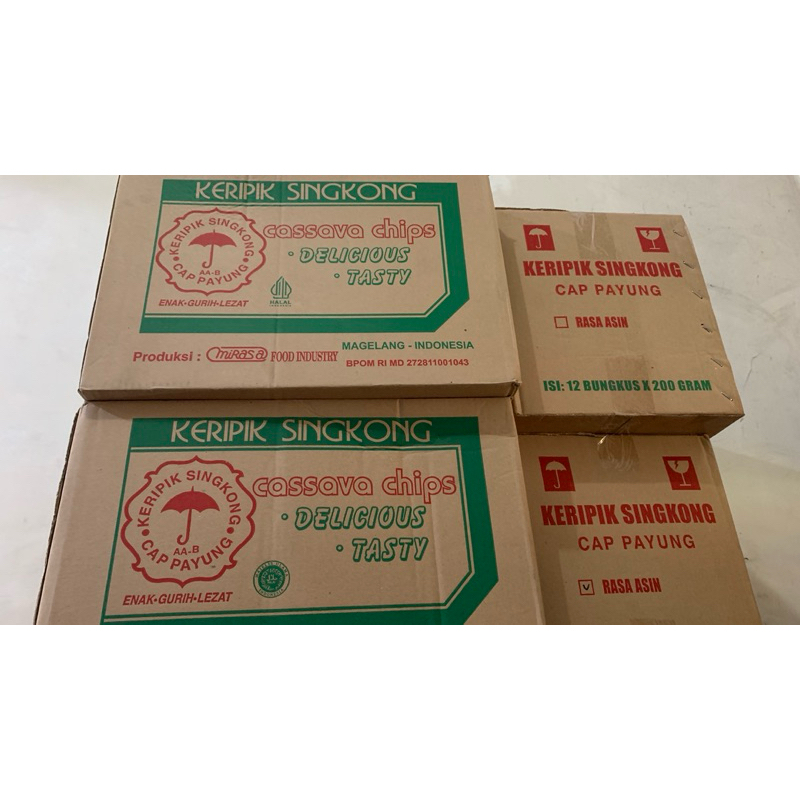 KERIPIK SINGKONG
KERIPIK SINGKONG
CAP PAYUNG
AA-B
ENAK•GURIH•LEZAT
cassava chips
• DELICIOUS
• TASTY
HALAL
Produksi : mirasa FOOD INDUSTRY
MAGELANG - INDONESIA
BPOM RI MD 272811001043
KERIPIK SINGKONG
CAP PAYUNG
RASA ASIN
ISI: 12 BUNGKUS X 200 GRAM
KERIPIK SINGKONG
KERIPIK SINGKONG
CAP PAYUNG
AA-B
ENAK•GURIH•LEZAT
cassava chips
• DELICIOUS
• TASTY
KERIPIK SINGKONG
CAP PAYUNG
RASA ASIN